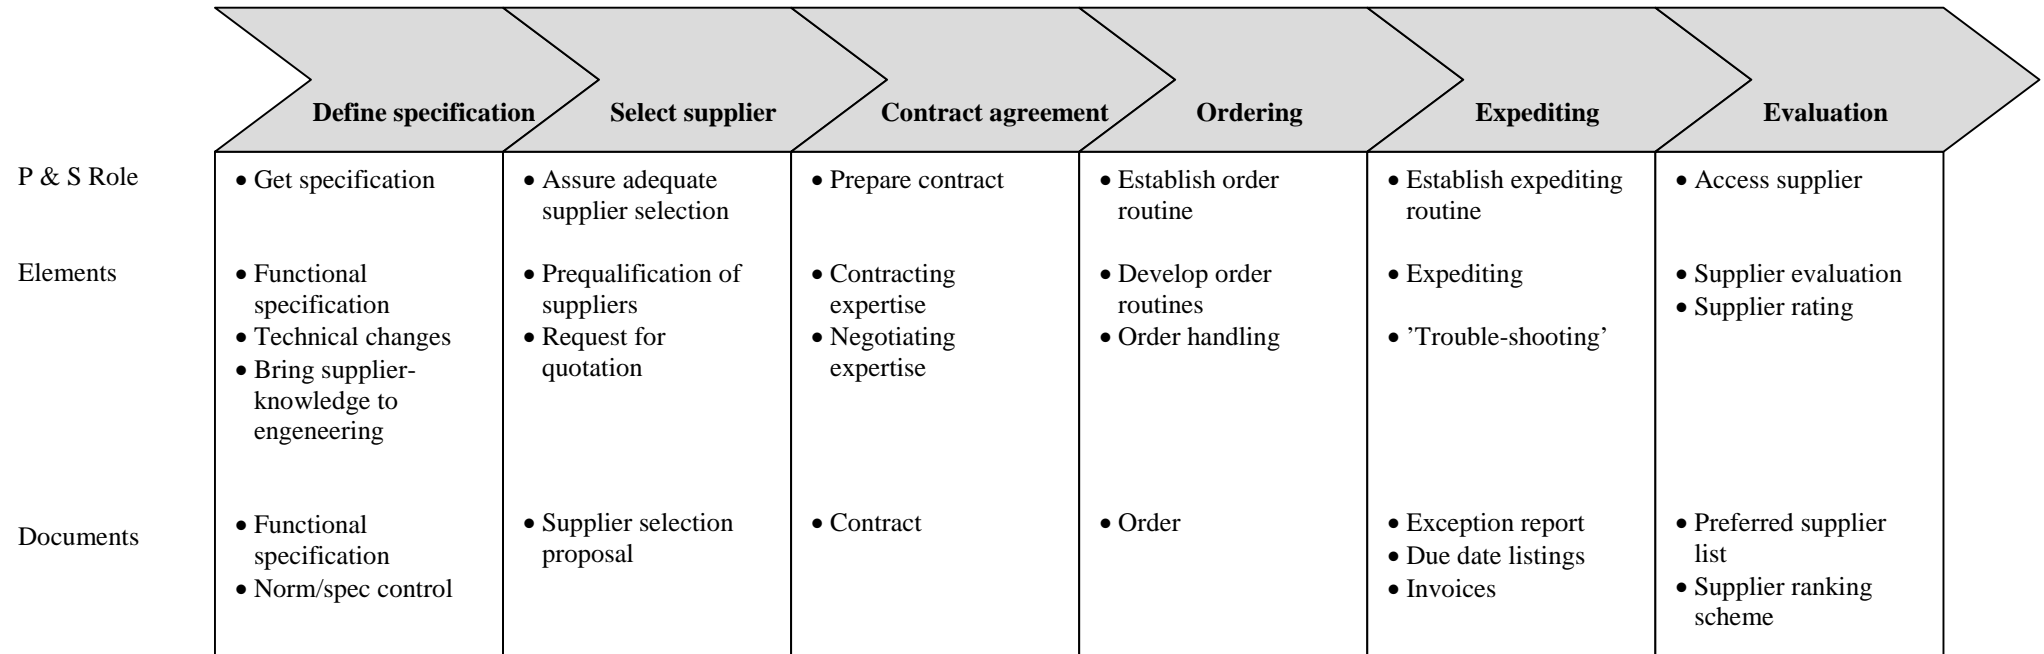 Define specification
Select supplier
Contract agreement
Ordering
Expediting
Evaluation
P & S Role
• Get specification
• Assure adequate
supplier selection
• Prepare contract
• Establish order
routine
• Establish expediting
routine
• Access supplier
Elements
• Functional
specification
• Technical changes
• Bring supplier-
knowledge to
engeneering
• Prequalification of
suppliers
• Request for
quotation
• Contracting
expertise
• Negotiating
expertise
• Develop order
routines
• Order handling
• Expediting
• ’Trouble-shooting’
• Supplier evaluation
• Supplier rating
Documents
• Functional
specification
• Norm/spec control
• Supplier selection
proposal
• Contract
• Order
• Exception report
• Due date listings
• Invoices
• Preferred supplier
list
• Supplier ranking
scheme